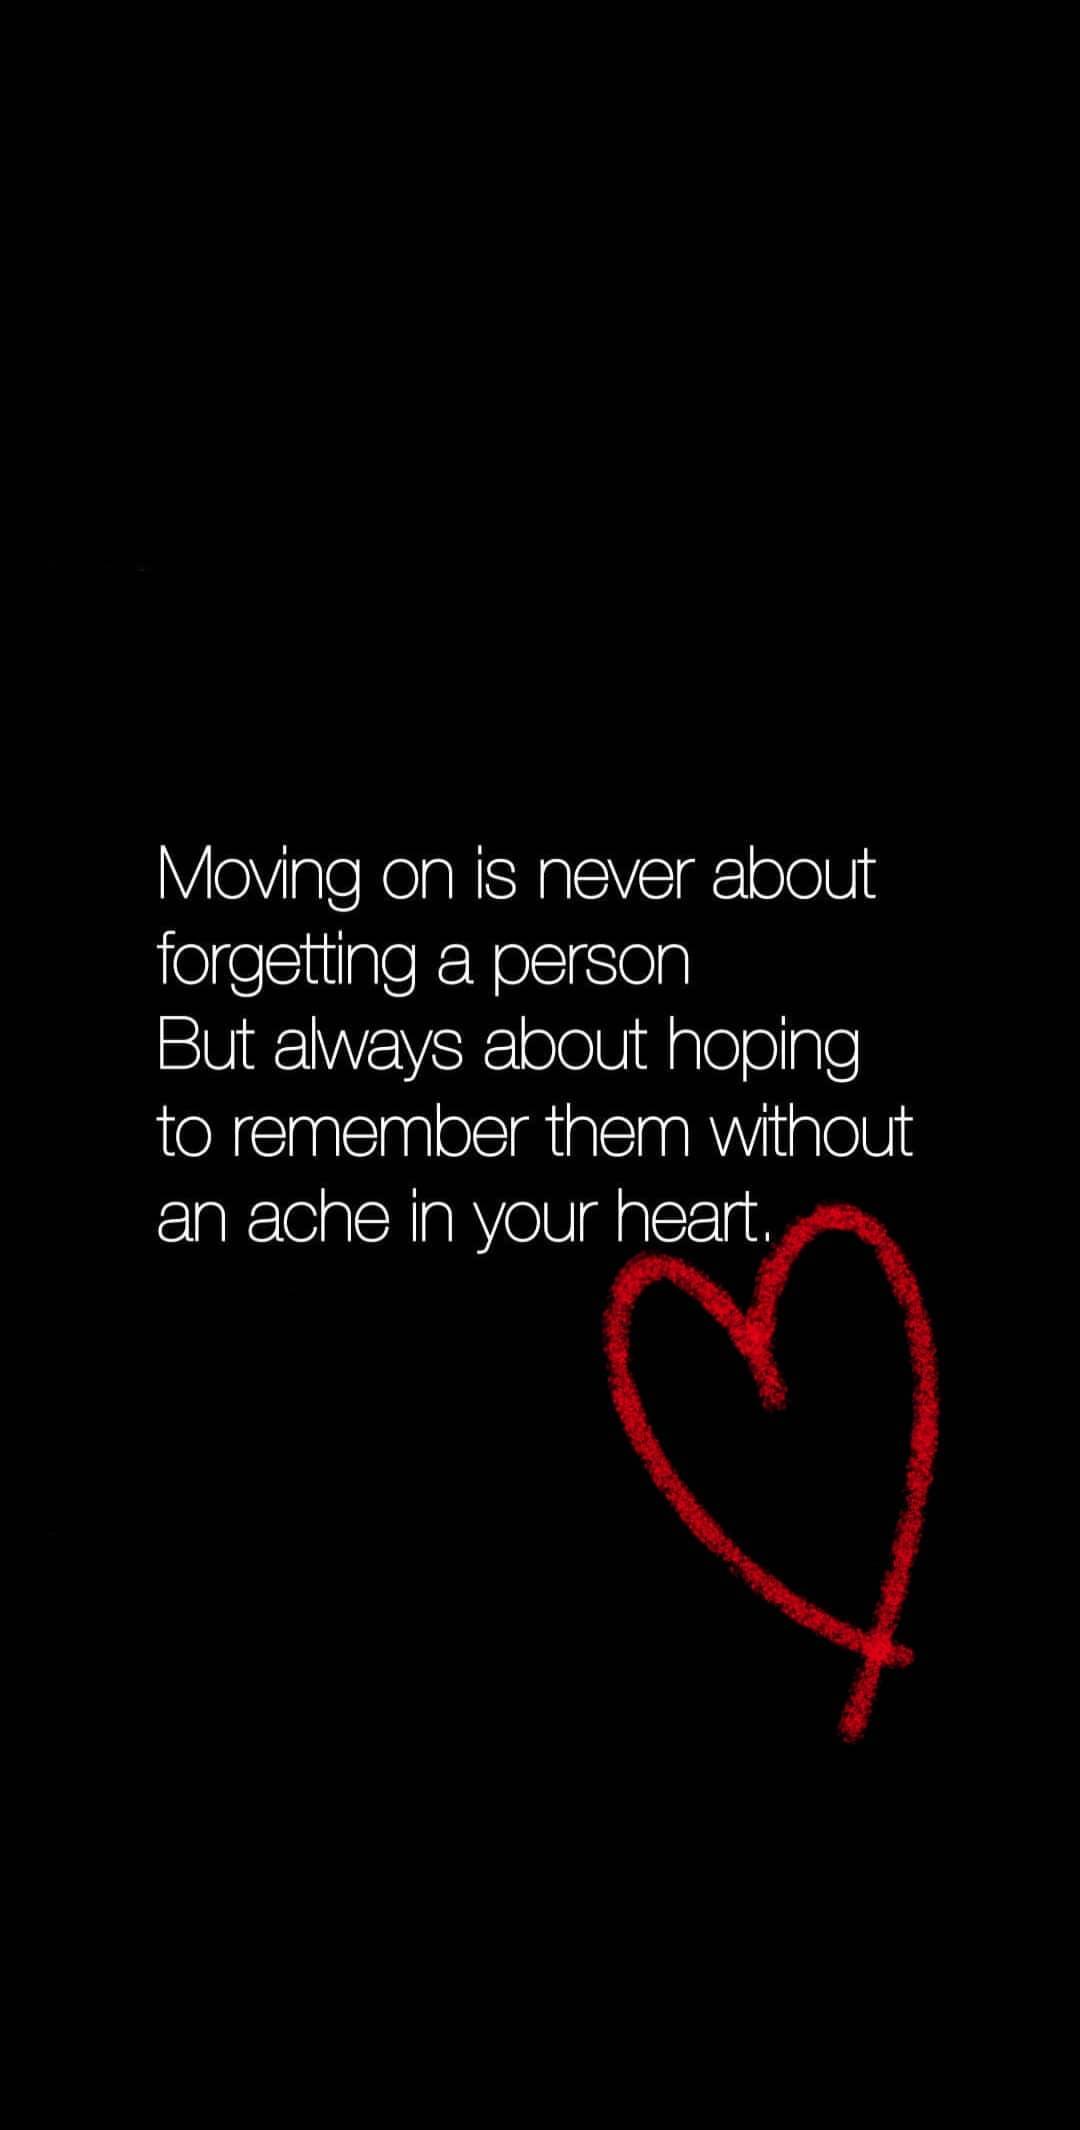 Moving on is never about
forgetting a person
But always about hoping
to remember them without
an ache in your heart.